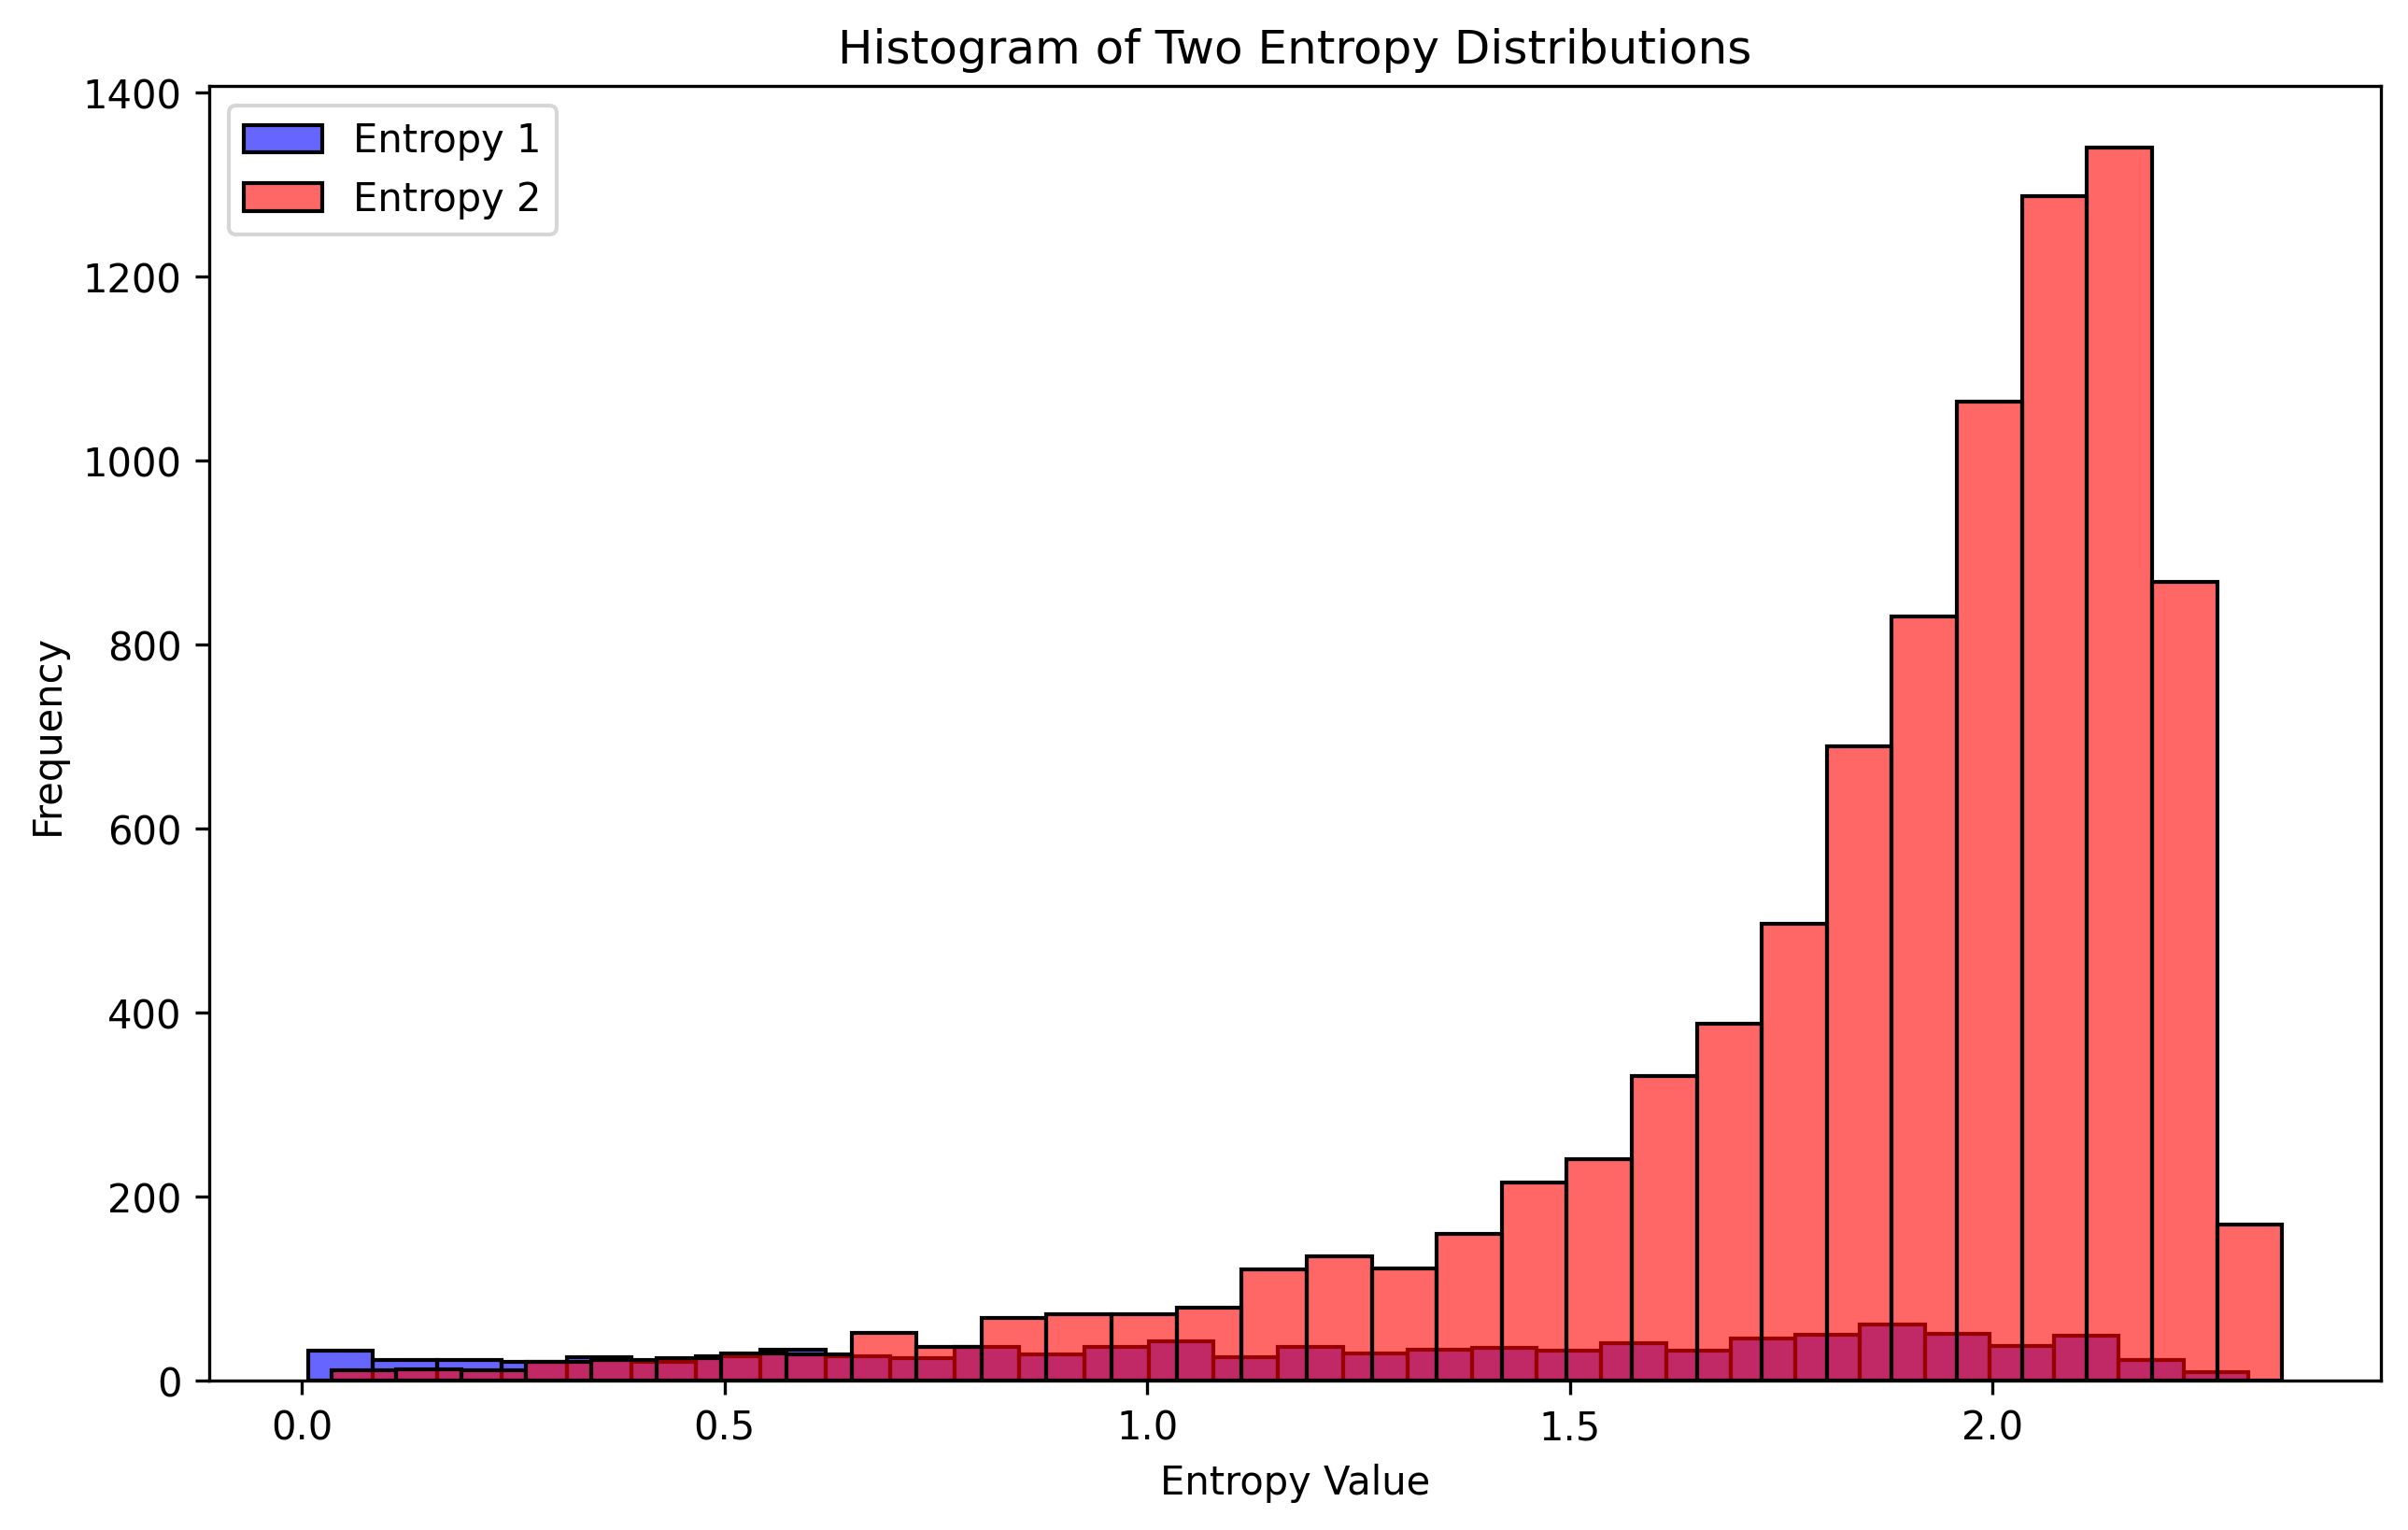 Histogram of Two Entropy Distributions
Entropy 1
Entropy 2
1400
1200
1000
800
600
400
200
0
Frequency
0.0 0.5 1.0 1.5 2.0
Entropy Value